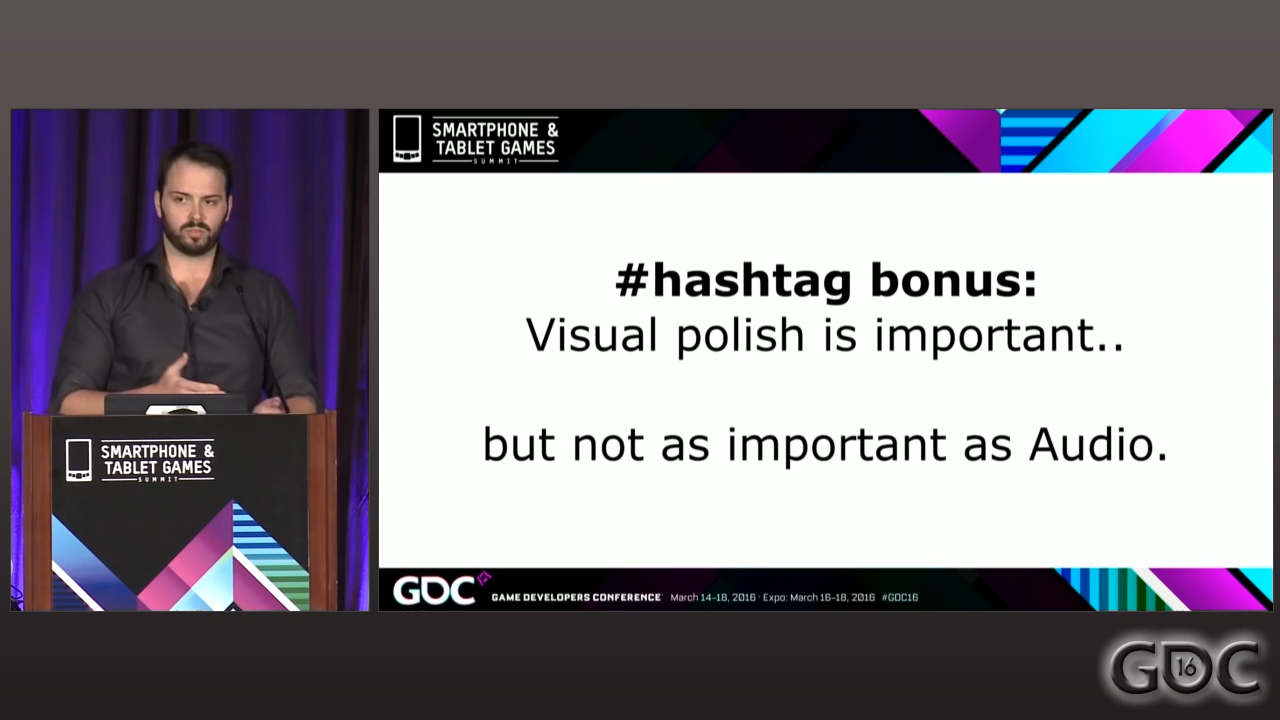 SMARTPHONE &
TABLET GAMES
SUMMIT
#hashtag bonus:
Visual polish is important..
but not as important as Audio.
SMARTPHONE &
TABLET GAMES
SUMMIT
GDC GAME DEVELOPERS CONFERENCE March 14-18, 2016 · Expo: March 16-18, 2016 #GDC16
GDC 16